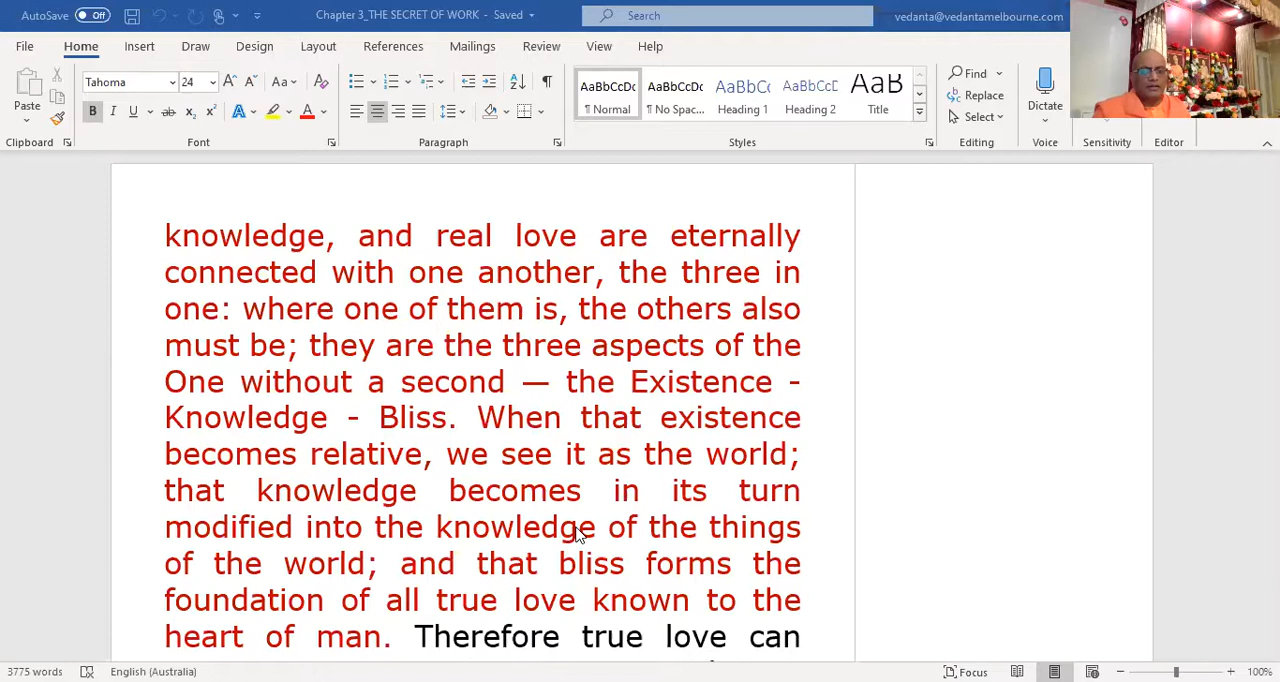 AutoSave Off Chapter 3_THE SECRET OF WORK - Saved Search vedanta@vedantamelbourne.com
File Home Insert Draw Design Layout References Mailings Review View Help
Paste Tahoma 24 A A Aa A AaBbCcDc AaBbCcDc AaBbC AaBbCcD AaB Find Replace Select Dictate
B I U ab x₂ x² A A ¶ Normal ¶ No Spac... Heading 1 Heading 2 Title
Clipboard Font Paragraph Styles Editing Voice Sensitivity Editor
knowledge, and real love are eternally
connected with one another, the three in
one: where one of them is, the others also
must be; they are the three aspects of the
One without a second — the Existence -
Knowledge - Bliss. When that existence
becomes relative, we see it as the world;
that knowledge becomes in its turn
modified into the knowledge of the things
of the world; and that bliss forms the
foundation of all true love known to the
heart of man. Therefore true love can
3775 words English (Australia) Focus 100%